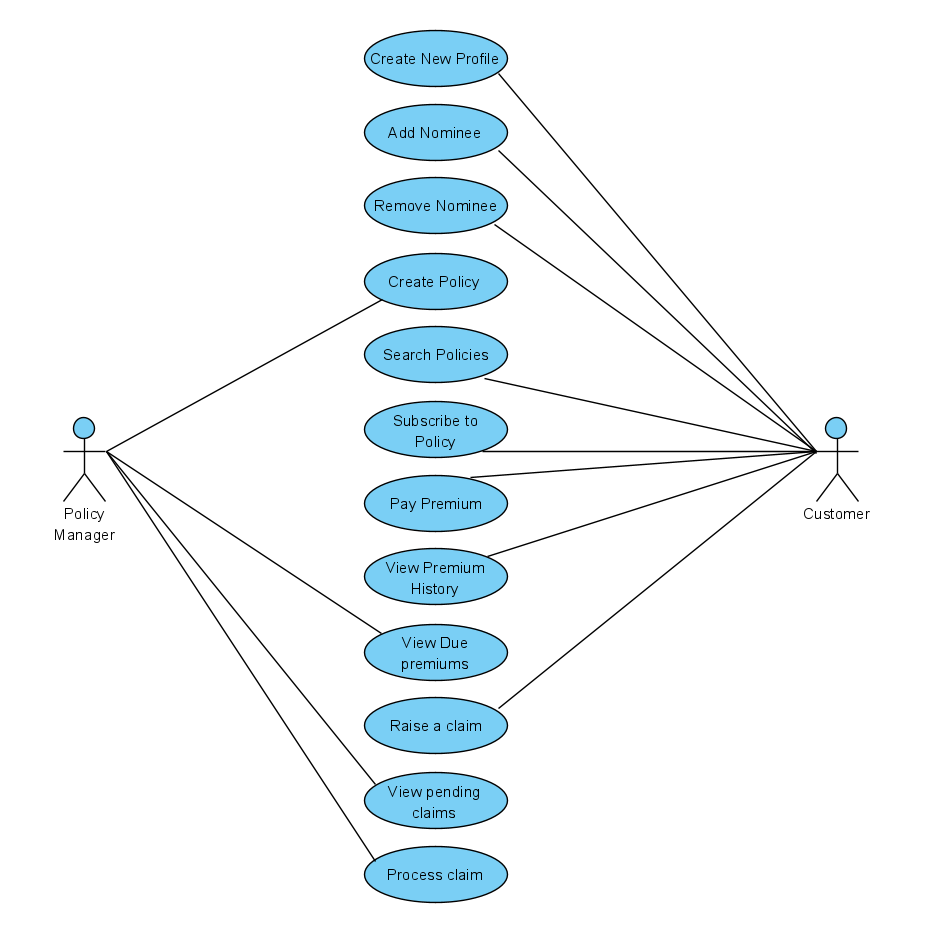 Create New Profile
Add Nominee
Remove Nominee
Create Policy
Search Policies
Subscribe to
Policy
Pay Premium
View Premium
History
View Due
premiums
Raise a claim
View pending
claims
Process claim
Policy
Manager
Customer